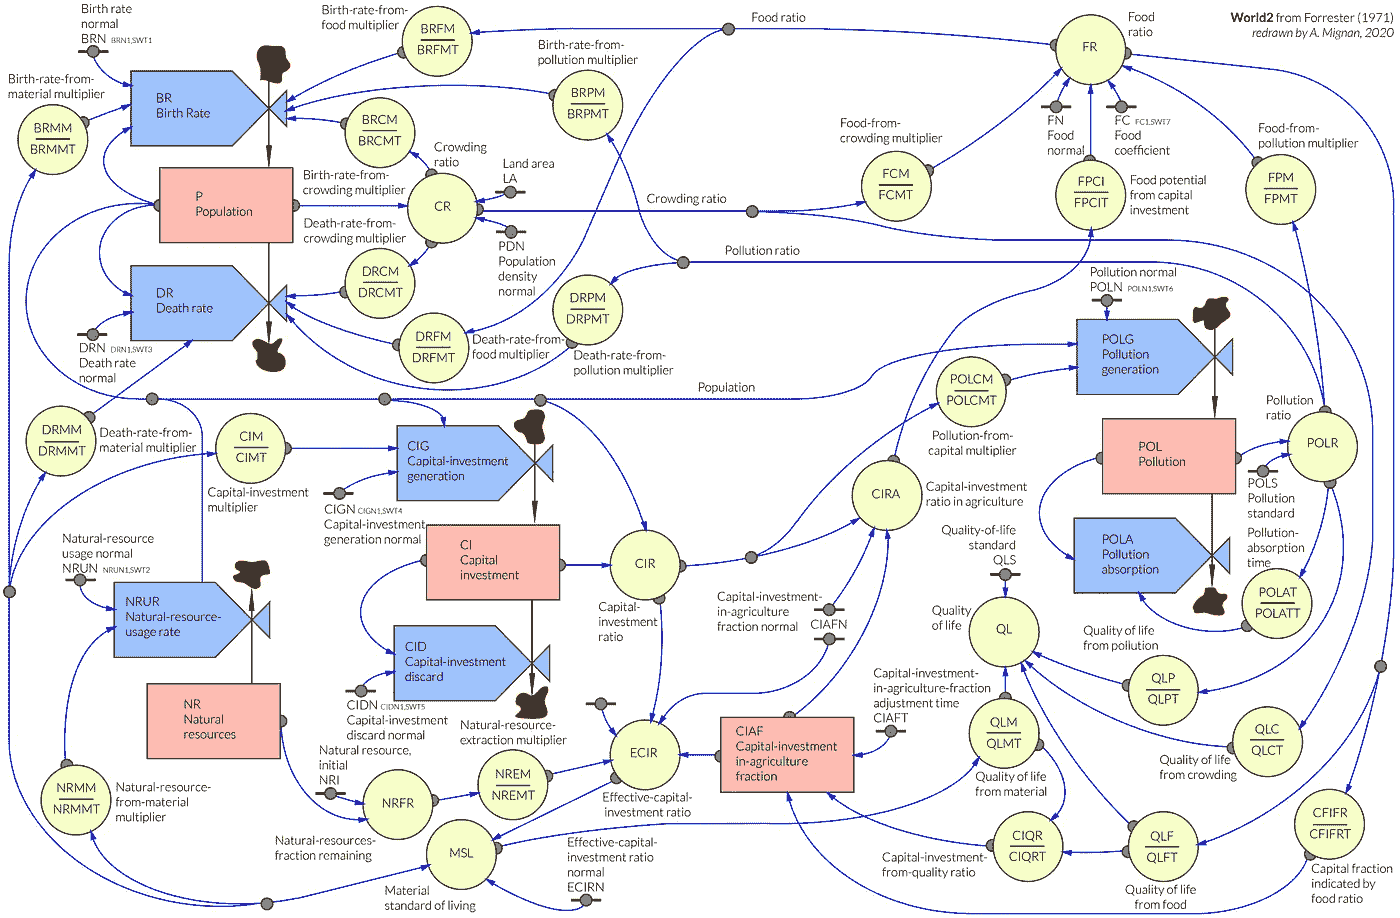 World2 from Forrester (1971)
redrawn by A. Mignan, 2020
Birth rate
normal
BRN BRN1,SWT1
Birth-rate-from-
food multiplier
BRFM
BRFMT
Food ratio
FR
Food
ratio
Birth-rate-from-
pollution multiplier
BRPM
BRPMT
Birth-rate-from-
material multiplier
BRMM
BRMMT
BR
Birth Rate
BRCM
BRCMT
Birth-rate-from-
crowding multiplier
Crowding
ratio
CR
Land area
LA
PDN
Population
density
normal
P
Population
Death-rate-from-
crowding multiplier
DRCM
DRCMT
DR
Death rate
DRN DRN1,SWT3
Death rate
normal
DRFM
DRFMT
Death-rate-from-
food multiplier
DRPM
DRPMT
Death-rate-from-
pollution multiplier
Crowding ratio
Pollution ratio
Food-from-
crowding multiplier
FCM
FCMT
FN
Food
normal
FC FC1,SWT7
Food
coefficient
FPCI
FPCIT
Food potential
from capital
investment
Food-from-
pollution multiplier
FPM
FPMT
Pollution normal
POLN POLN1,SWT6
POLG
Pollution
generation
Population
POLCM
POLCMT
Pollution-from-
capital multiplier
POL
Pollution
Pollution
ratio
POLR
POLS
Pollution
standard
POLA
Pollution
absorption
Pollution-
absorption
time
POLAT
POLATT
DRMM
DRMMT
Death-rate-from-
material multiplier
CIM
CIMT
Capital-investment
multiplier
CIG
Capital-investment
generation
CIGN CIGN1,SWT4
Capital-investment
generation normal
CI
Capital
investment
CIR
Capital-
investment
ratio
CIRA
Capital-investment
ratio in agriculture
Natural-resource
usage normal
NRUN NRUN1,SWT2
NRUR
Natural-resource-
usage rate
CID
Capital-investment
discard
CIDN CIDN1,SWT5
Capital-investment
discard normal
Capital-investment-
in-agriculture
fraction normal
CIAFN
Quality-of-life
standard
QLS
Quality
of life
QL
Quality of life
from pollution
QLP
QLPT
QLC
QLCT
Quality of life
from crowding
NR
Natural
resources
Natural resource,
initial
NRI
NRFR
Natural-resources-
fraction remaining
Natural-resource-
extraction multiplier
NREM
NREMT
ECIR
Effective-capital-
investment ratio
CIAF
Capital-investment
in-agriculture
fraction
Capital-investment-
in-agriculture-fraction
adjustment time
CIAFT
QLM
QLMT
Quality of life
from material
NRMM
NRMMT
Natural-resource-
from-material
multiplier
MSL
Material
standard of living
Effective-capital-
investment ratio
normal
ECIRN
Capital-investment-
from-quality ratio
CIQR
CIQRT
QLF
QLFT
Quality of life
from food
CFIFR
CFIFRT
Capital fraction
indicated by
food ratio